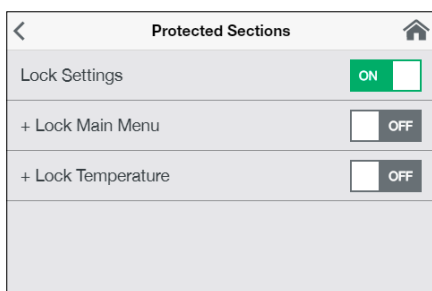 Protected Sections
Lock Settings ON
+ Lock Main Menu OFF
+ Lock Temperature OFF